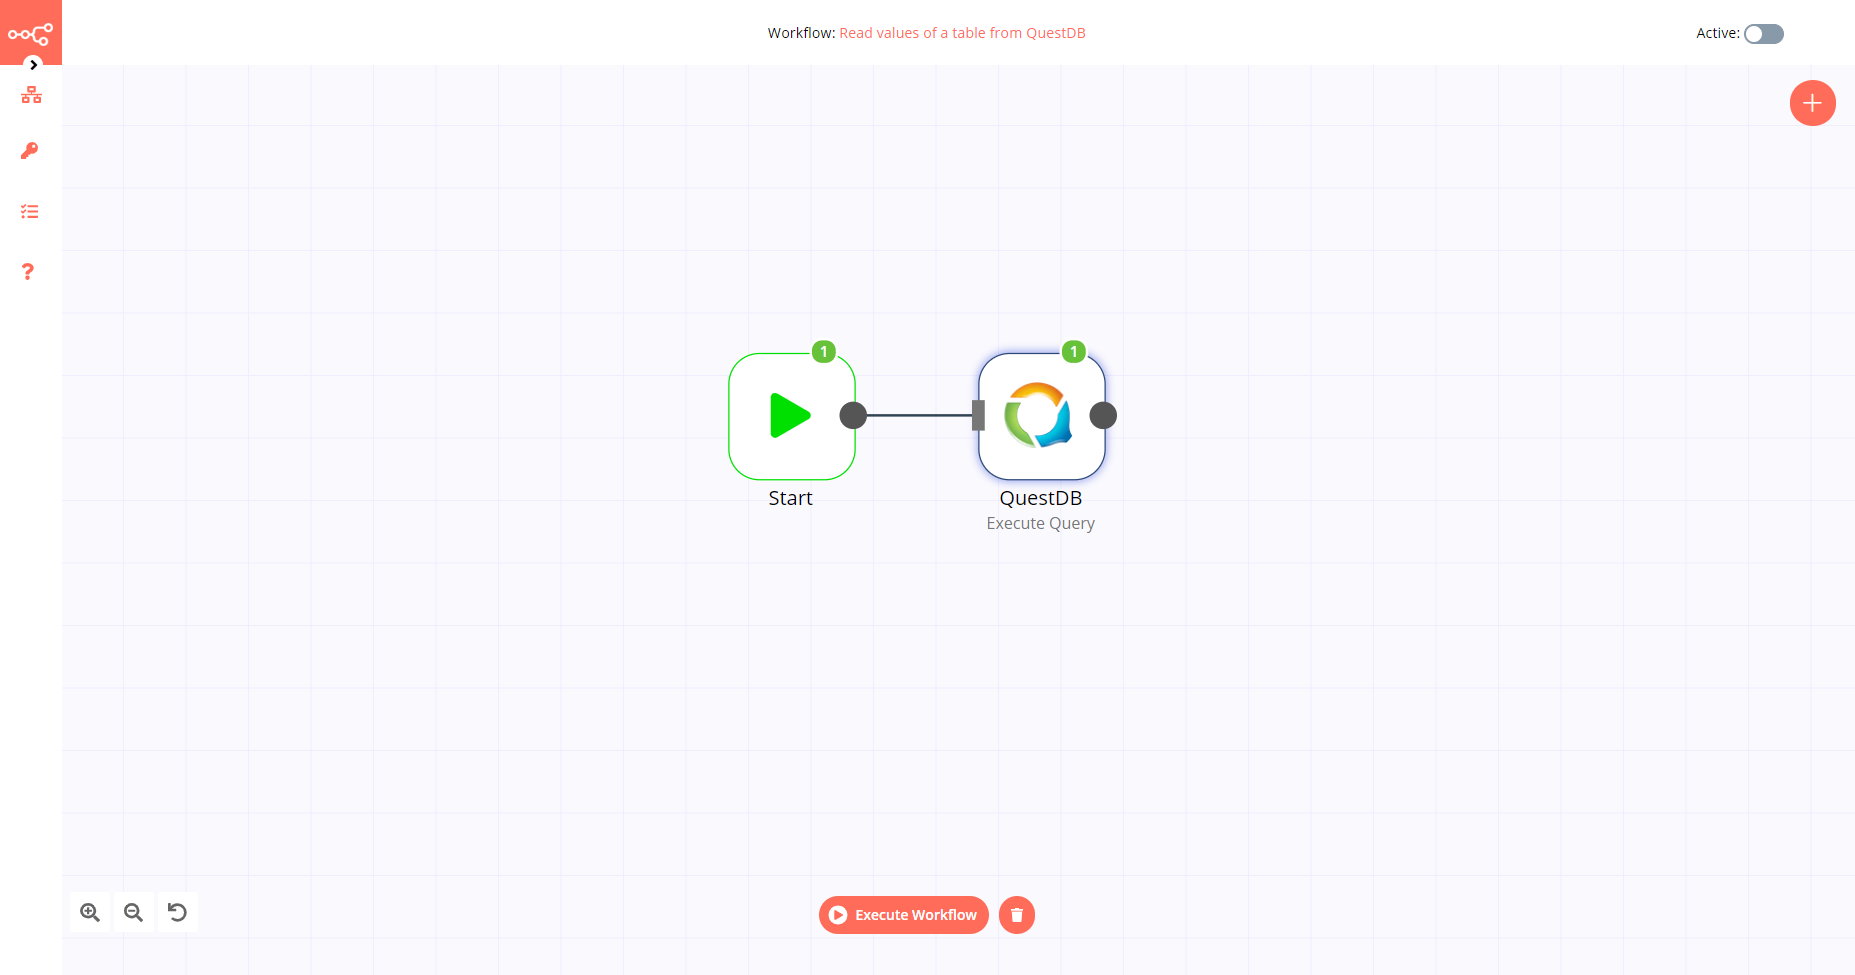 Workflow: Read values of a table from QuestDB
Active:
1
1
Start
QuestDB
Execute Query
Execute Workflow